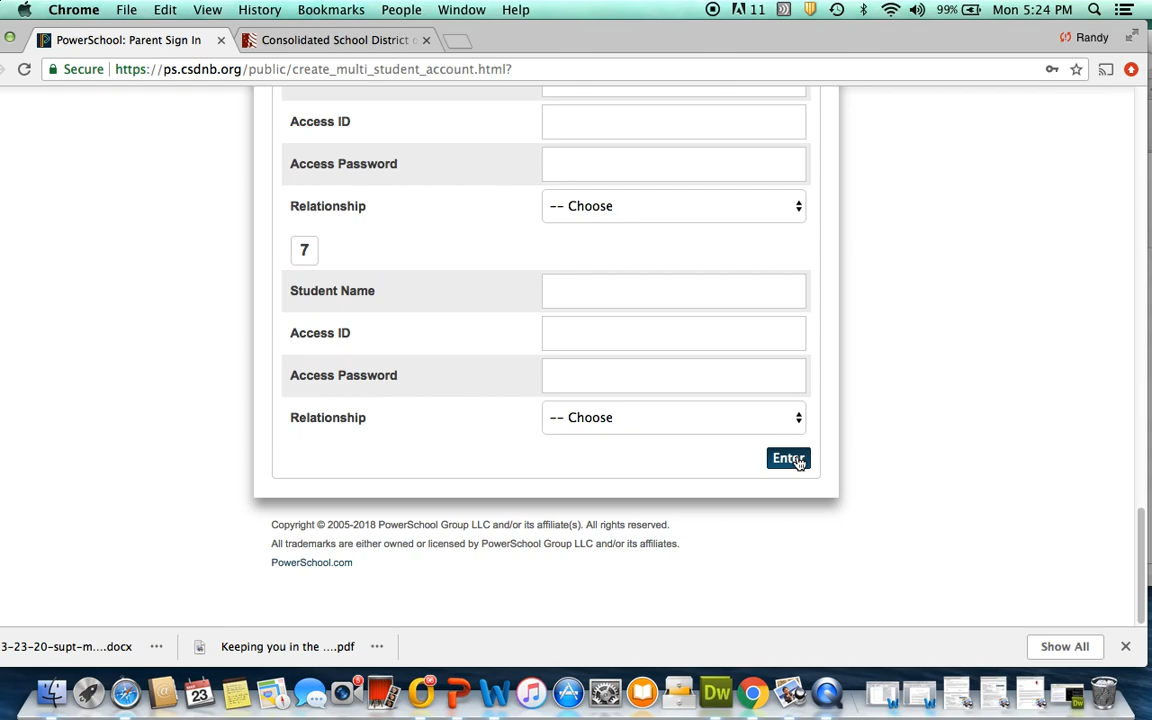 Chrome File Edit View History Bookmarks People Window Help 11 99% Mon 5:24 PM
PowerSchool: Parent Sign In × Consolidated School District × Randy
Secure https://ps.csdnb.org/public/create_multi_student_account.html?
Access ID
Access Password
Relationship -- Choose
7
Student Name
Access ID
Access Password
Relationship -- Choose
Enter
Copyright © 2005-2018 PowerSchool Group LLC and/or its affiliate(s). All rights reserved.
All trademarks are either owned or licensed by PowerSchool Group LLC and/or its affiliates.
PowerSchool.com
3-23-20-supt-m....docx Keeping you in the ....pdf Show All
23 Dw